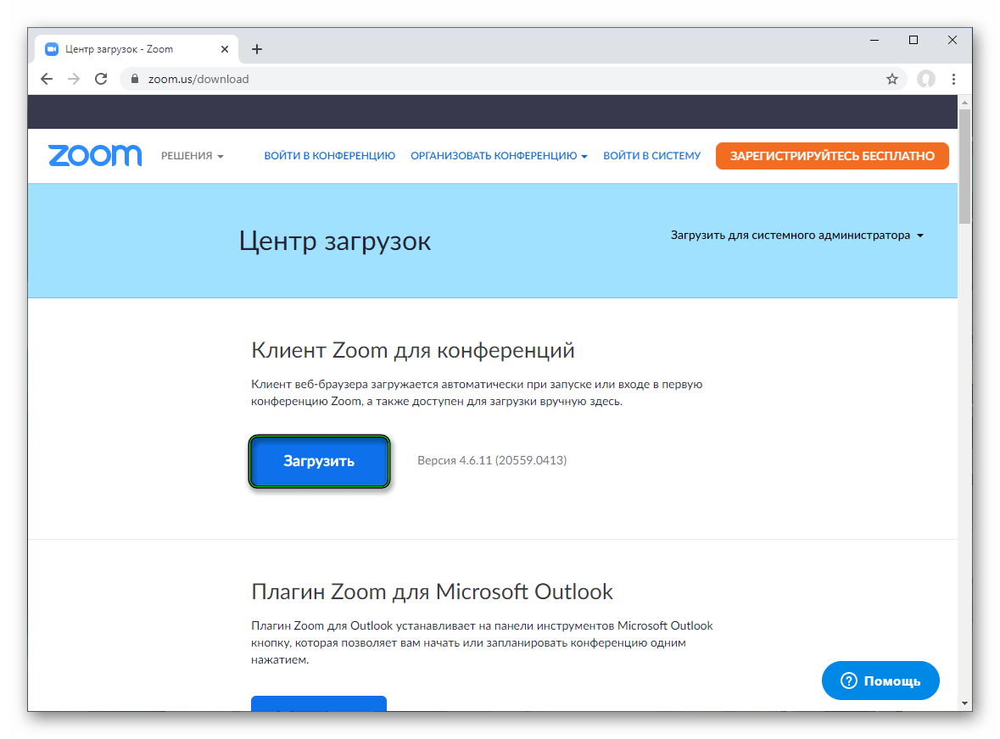 Центр загрузок - Zoom
zoom.us/download
zoom
РЕШЕНИЯ
ВОЙТИ В КОНФЕРЕНЦИЮ
ОРГАНИЗОВАТЬ КОНФЕРЕНЦИЮ
ВОЙТИ В СИСТЕМУ
ЗАРЕГИСТРИРУЙТЕСЬ БЕСПЛАТНО
Центр загрузок
Загрузить для системного администратора
Клиент Zoom для конференций
Клиент веб-браузера загружается автоматически при запуске или входе в первую
конференцию Zoom, а также доступен для загрузки вручную здесь.
Загрузить
Версия 4.6.11 (20559.0413)
Плагин Zoom для Microsoft Outlook
Плагин Zoom для Outlook устанавливает на панели инструментов Microsoft Outlook
кнопку, которая позволяет вам начать или запланировать конференцию одним
нажатием.
Помощь